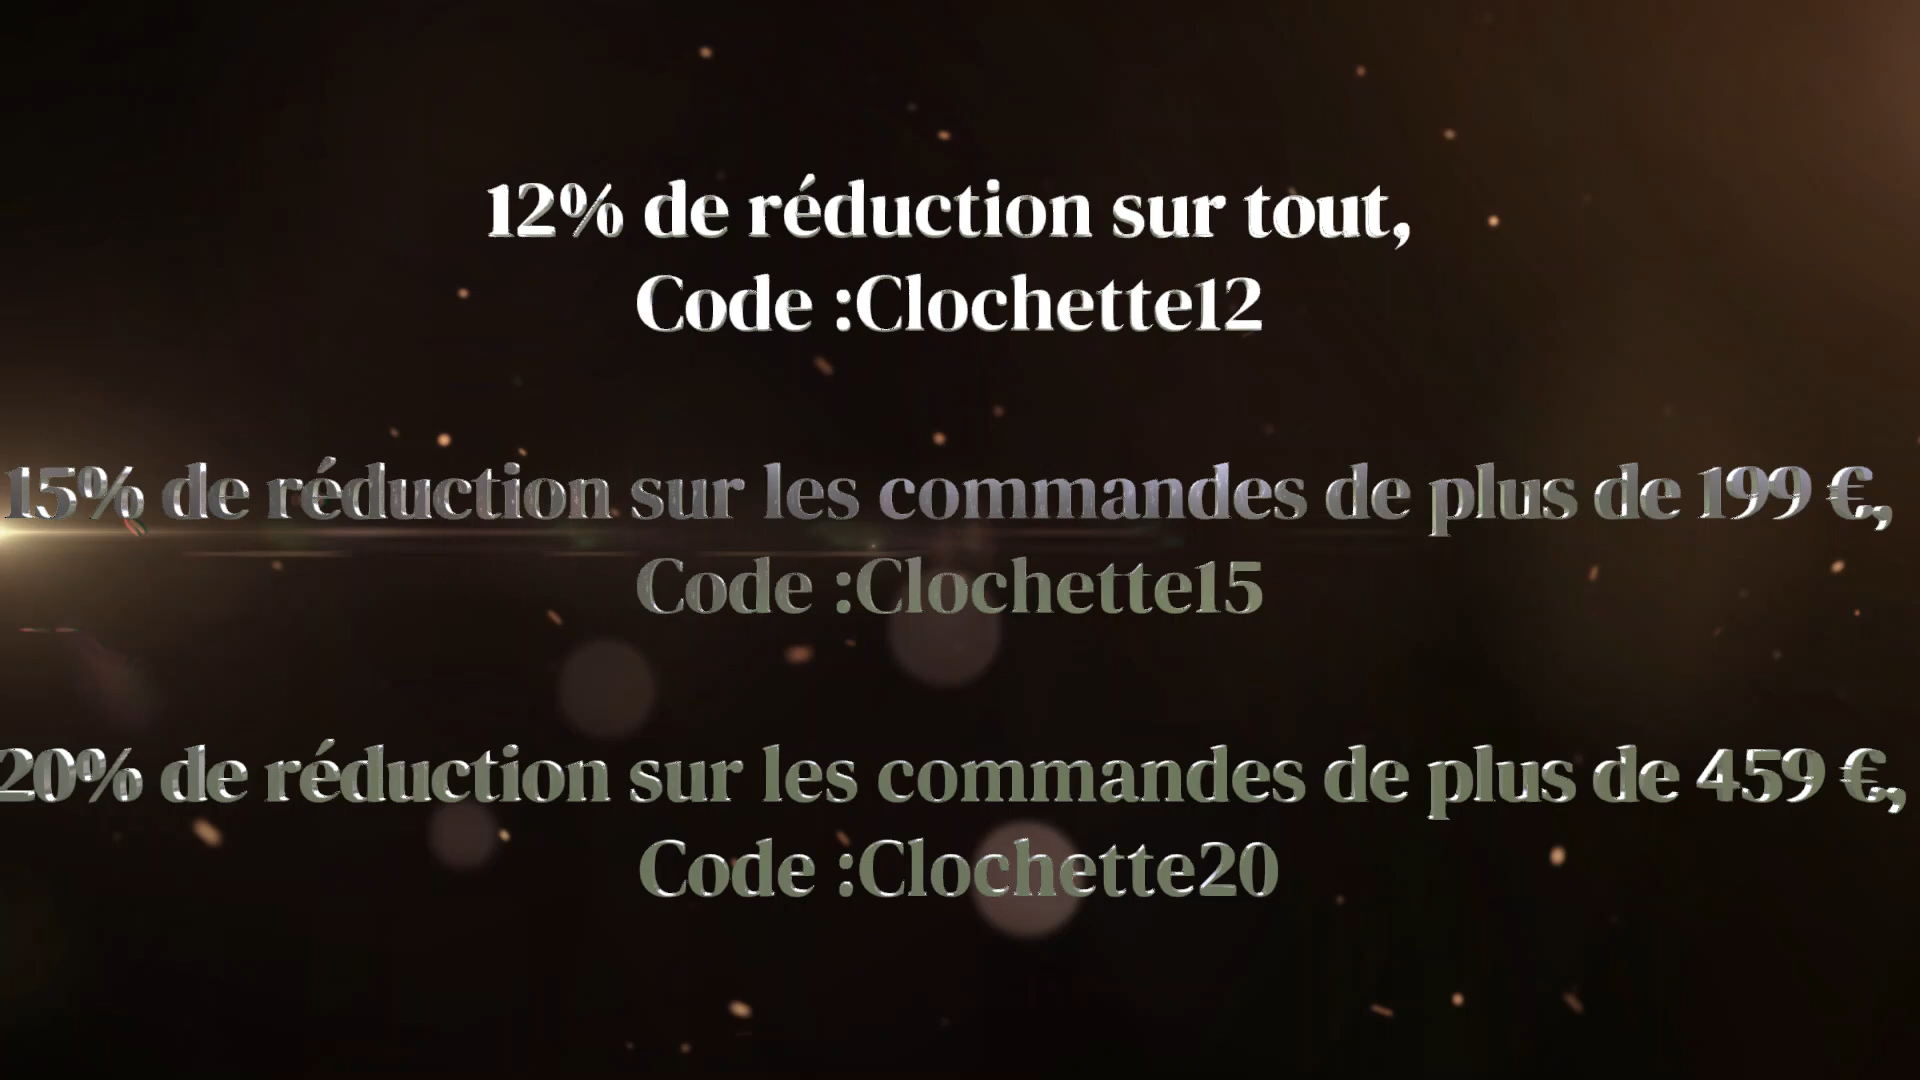 12% de réduction sur tout,
Code :Clochette12
15% de réduction sur les commandes de plus de 199 €,
Code :Clochette15
20% de réduction sur les commandes de plus de 459 €,
Code :Clochette20